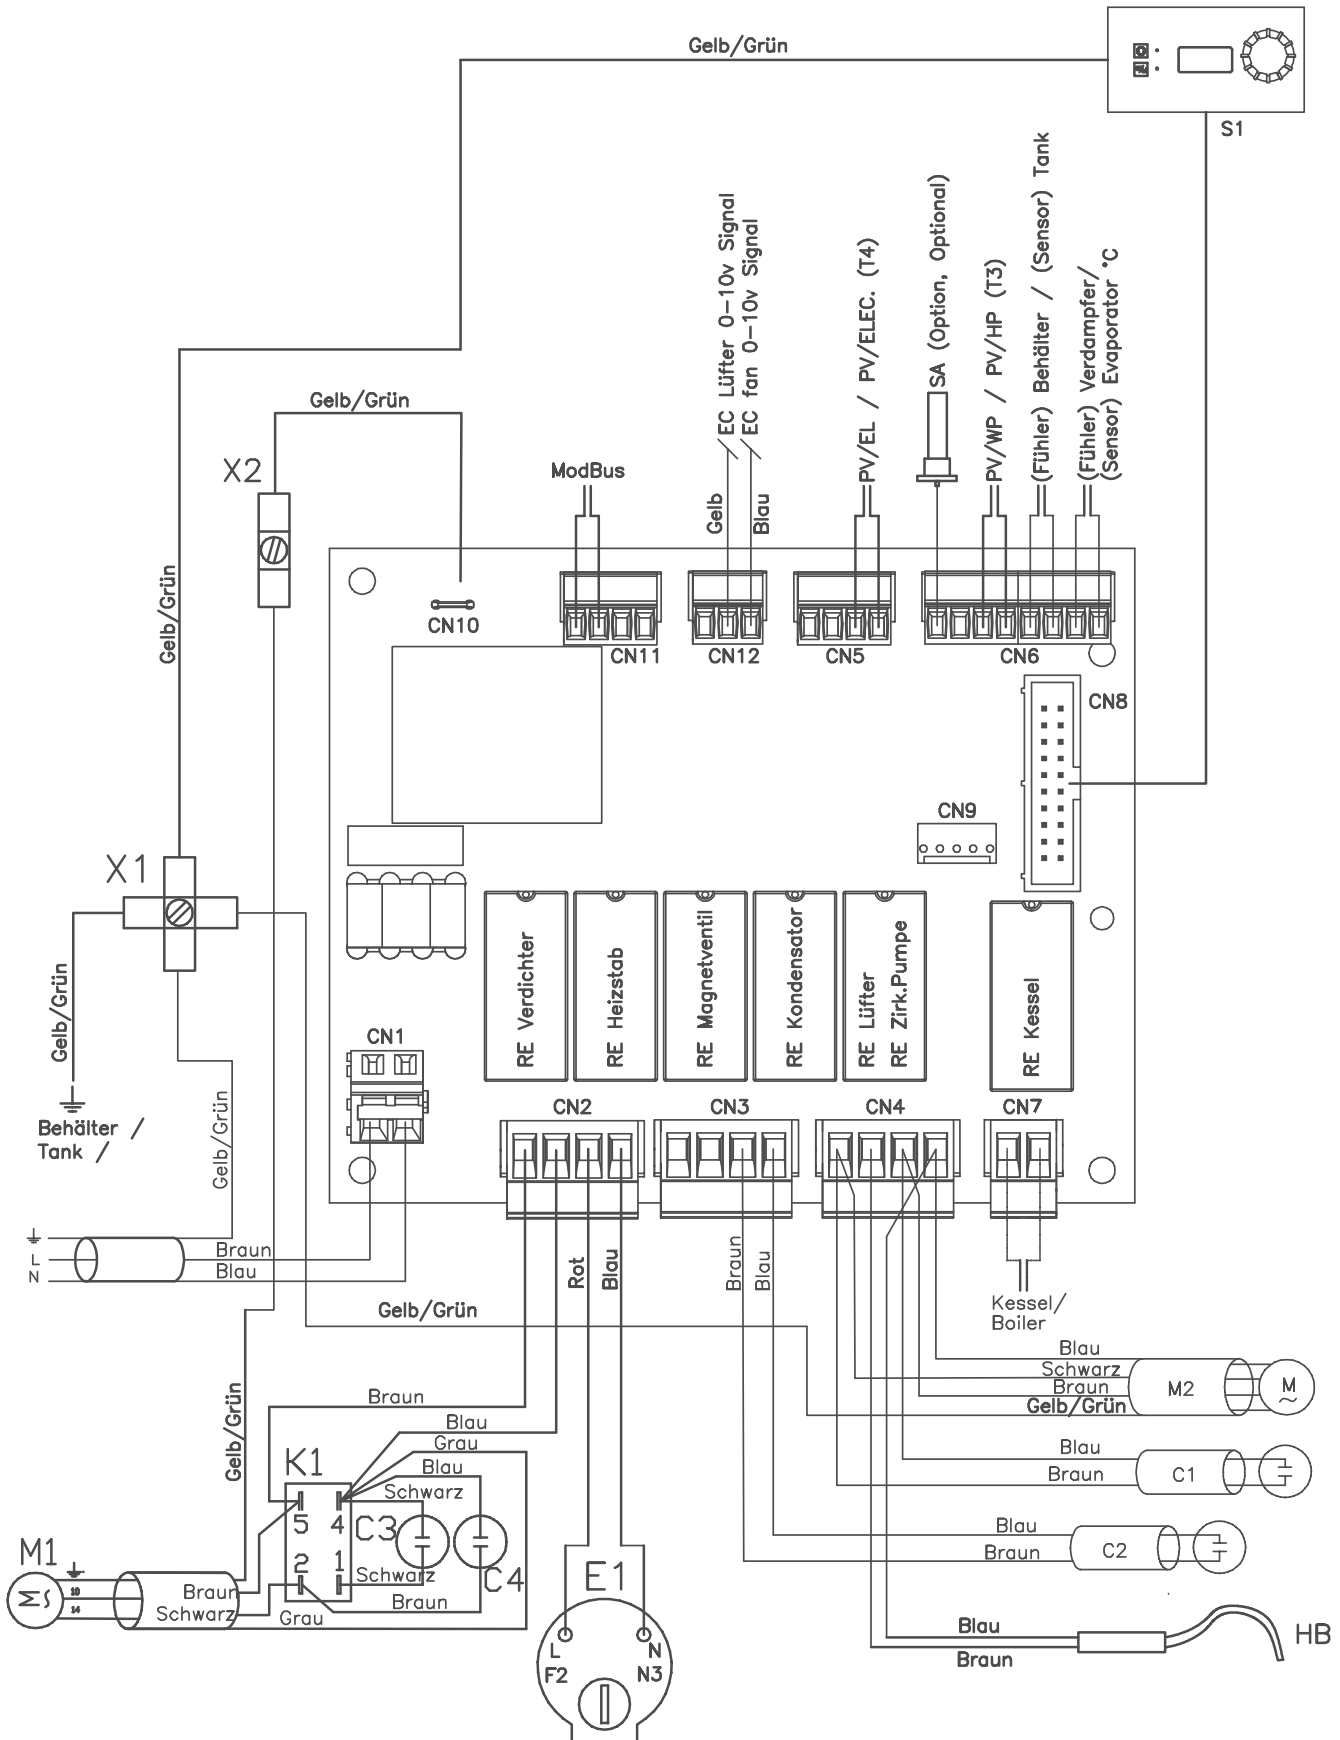 Gelb/Grün
S1
Gelb/Grün
X2
ModBus
Gelb
Blau
EC Lüfter 0-10v Signal
EC fan 0-10v Signal
PV/EL / PV/ELEC. (T4)
SA (Option, Optional)
PV/WP / PV/HP (T3)
(Fühler) Behälter / (Sensor) Tank
(Fühler) Verdampfer/
(Sensor) Evaporator °C
Gelb/Grün
CN10
CN11
CN12
CN5
CN6
CN8
CN9
X1
Gelb/Grün
Behälter /
Tank /
Gelb/Grün
CN1
RE Verdichter
RE Heizstab
RE Magnetventil
RE Kondensator
RE Lüfter
RE Zirk.Pumpe
RE Kessel
CN2
CN3
CN4
CN7
L
N
Braun
Blau
Rot
Blau
Braun
Blau
Kessel/
Boiler
Gelb/Grün
Blau
Schwarz
Braun
Gelb/Grün
M2
M
~
Gelb/Grün
Braun
Blau
Grau
Blau
Schwarz
K1
5
4
2
1
C3
C4
Schwarz
Braun
Blau
Braun
C1
Blau
Braun
C2
M1
M
10
14
Braun
Schwarz
Grau
E1
L
N
F2
N3
Blau
Braun
HB